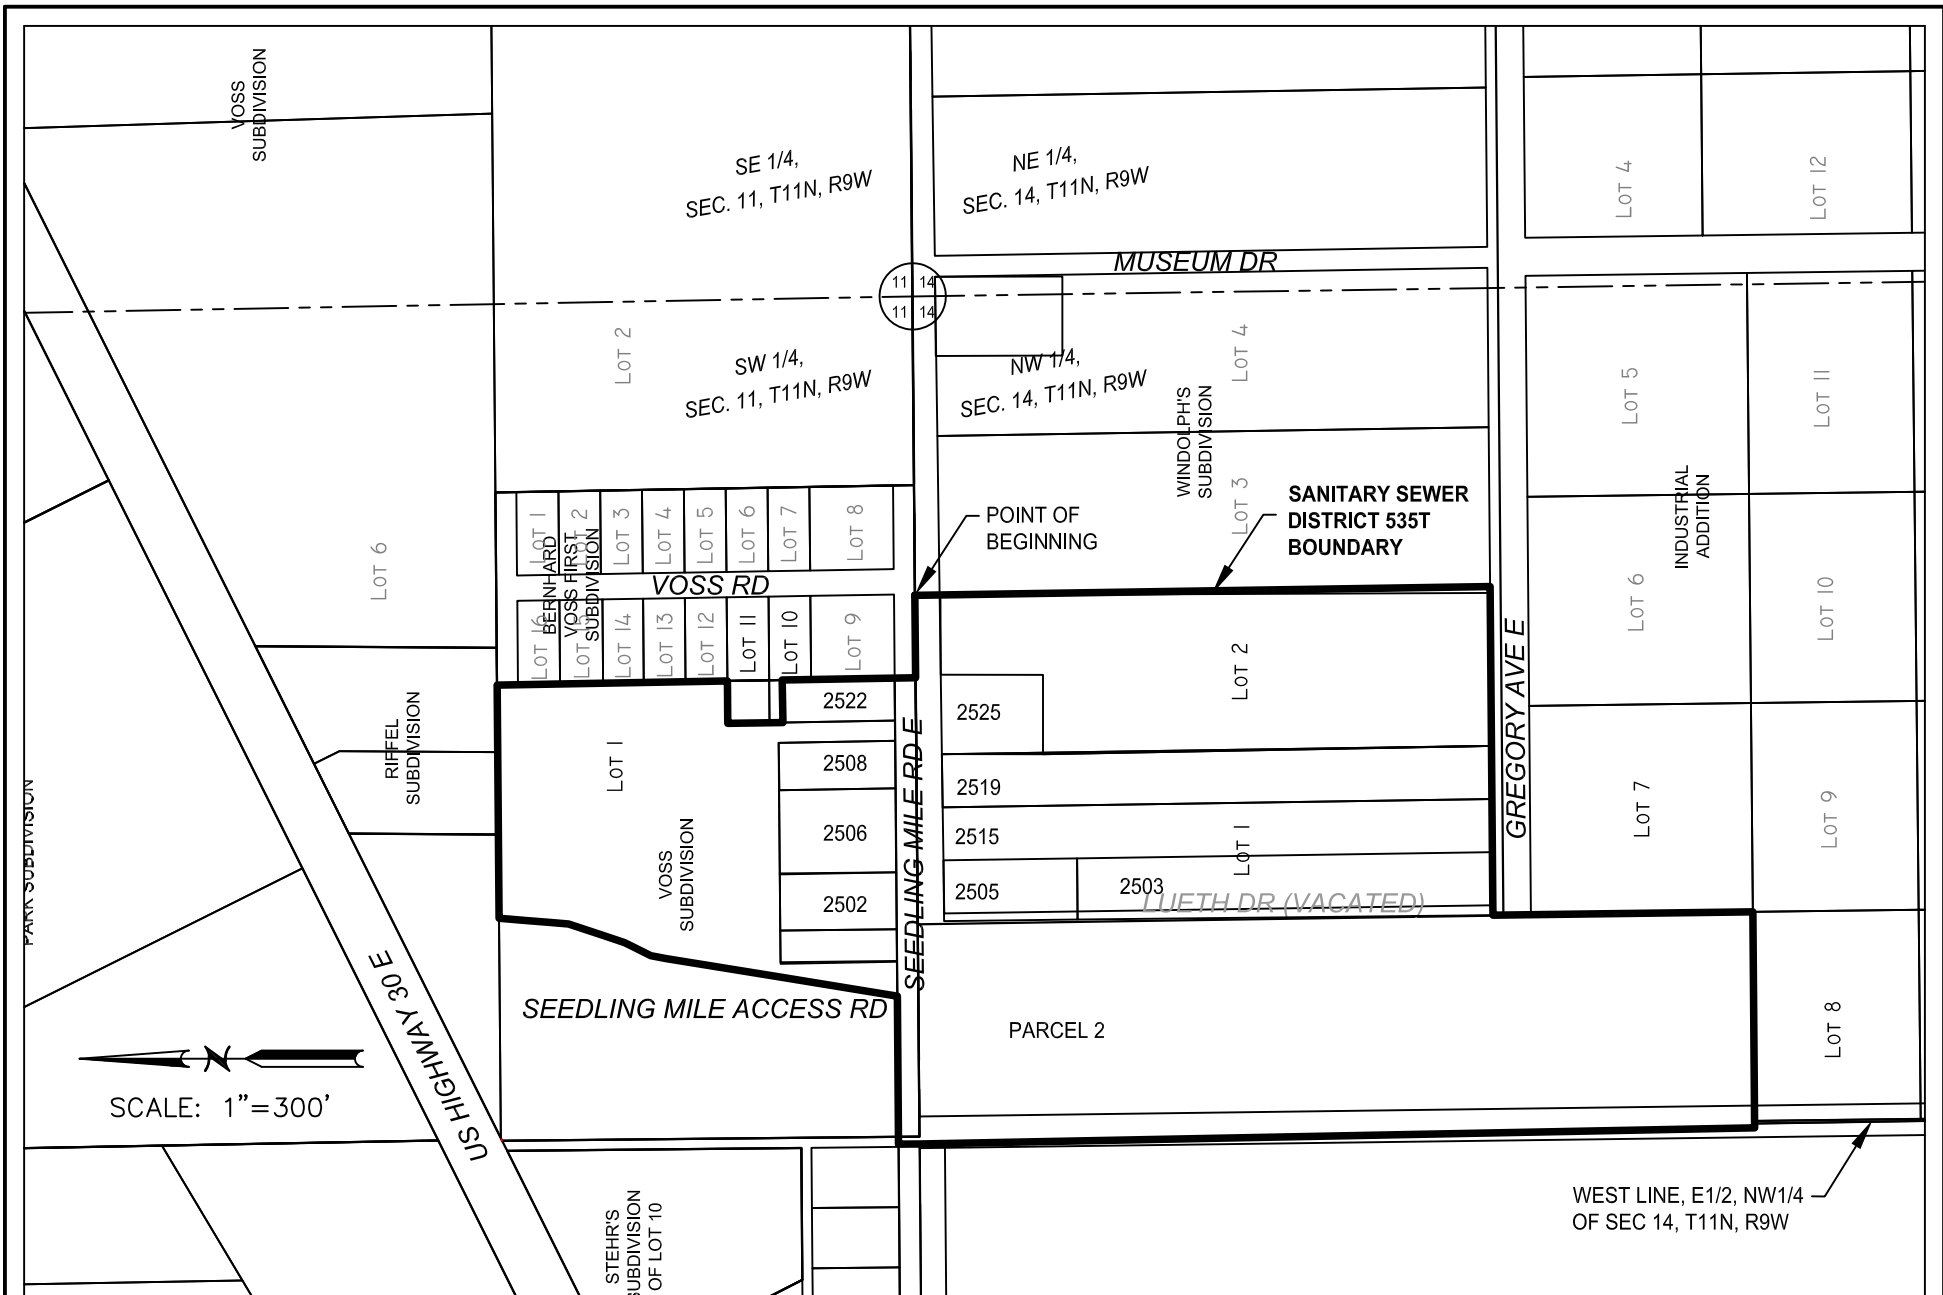 VOSS
SUBDIVISION
SE 1/4,
SEC. 11, T11N, R9W
NE 1/4,
SEC. 14, T11N, R9W
LOT 4
LOT 12
MUSEUM DR
11 14
11 14
LOT 2
SW 1/4,
SEC. 11, T11N, R9W
NW 1/4,
SEC. 14, T11N, R9W
LOT 4
WINDOLPH'S
SUBDIVISION
LOT 5
LOT 11
LOT 3
SANITARY SEWER
DISTRICT 535T
BOUNDARY
POINT OF
BEGINNING
INDUSTRIAL
ADDITION
LOT 6
LOT 1
LOT 2
LOT 3
LOT 4
LOT 5
LOT 6
LOT 7
LOT 8
BERNHARD
VOSS FIRST
SUBDIVISION
VOSS RD
LOT 16
LOT 15
LOT 14
LOT 13
LOT 12
LOT 11
LOT 10
LOT 9
LOT 6
LOT 10
LOT 2
GREGORY AVE E
RIFFEL
SUBDIVISION
LOT 1
2522
2508
2506
2502
VOSS
SUBDIVISION
SEEDLING MILE RD E
2525
2519
2515
2505
2503
LOT 1
LUETH DR (VACATED)
LOT 7
LOT 9
PARK SUBDIVISION
US HIGHWAY 30 E
SEEDLING MILE ACCESS RD
PARCEL 2
LOT 8
N
SCALE: 1"=300'
WEST LINE, E1/2, NW1/4
OF SEC 14, T11N, R9W
STEHR'S
SUBDIVISION
OF LOT 10